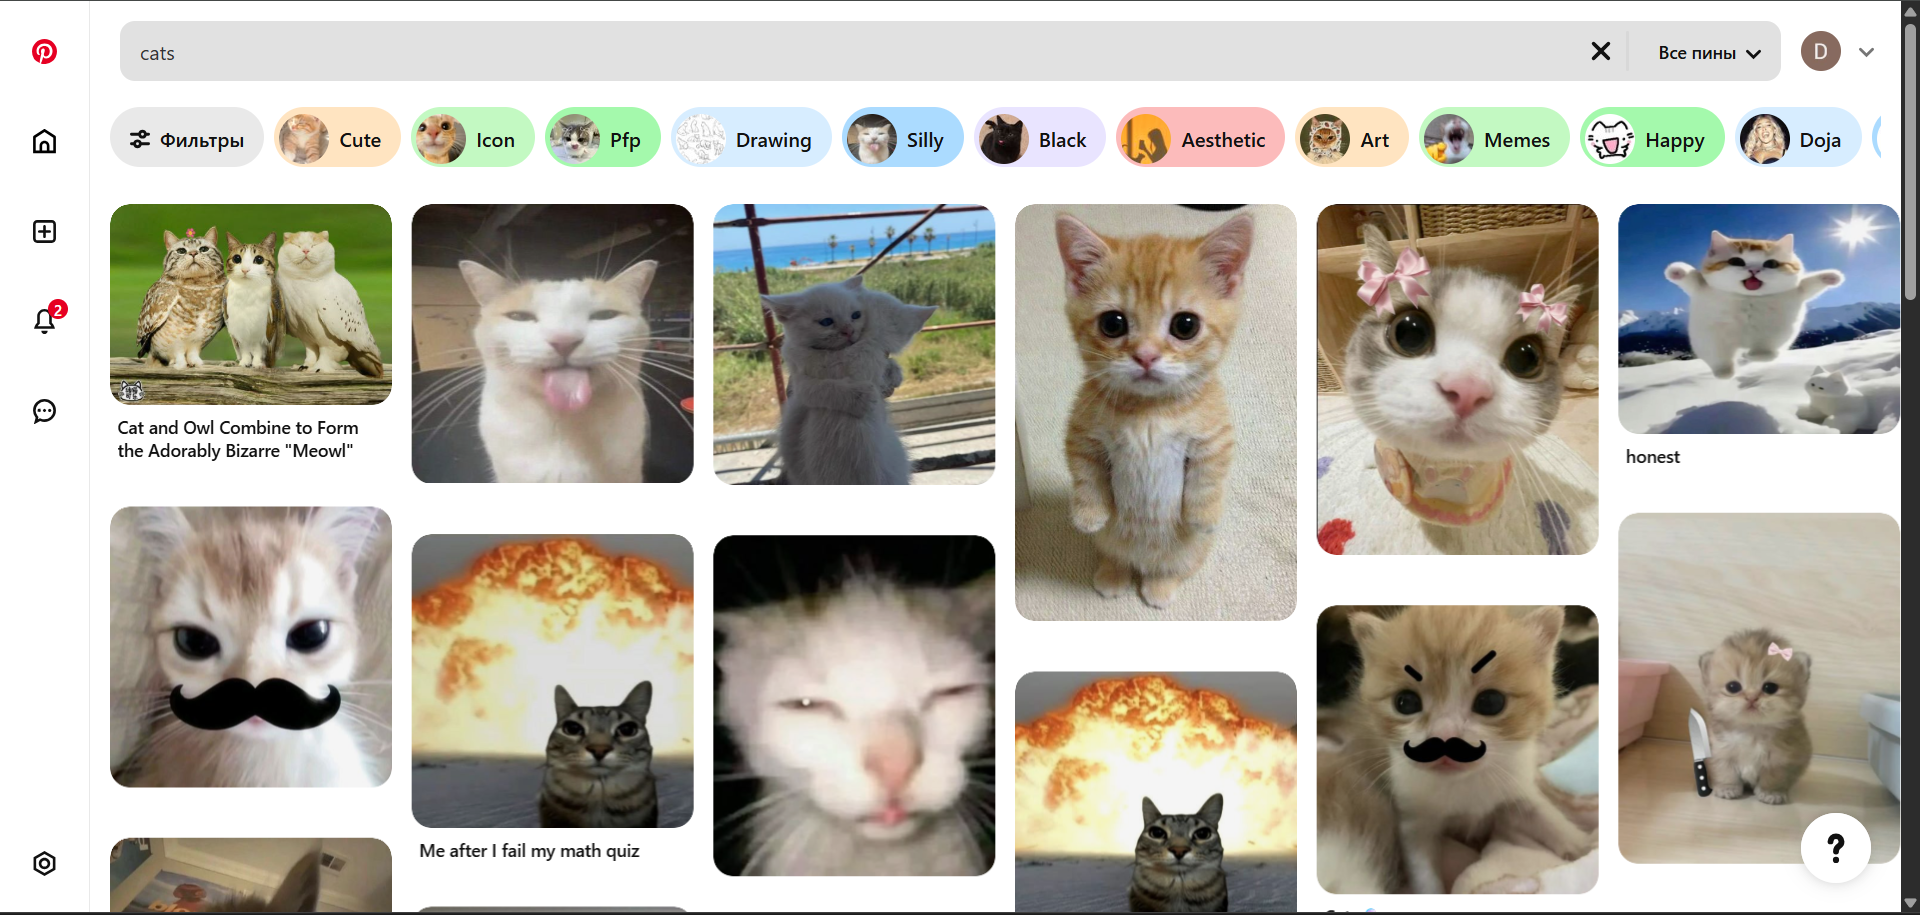 cats
Все пины
D
Фильтры
Cute
Icon
Pfp
Drawing
Silly
Black
Aesthetic
Art
Memes
Happy
Doja
2
Cat and Owl Combine to Form
the Adorably Bizarre "Meowl"
honest
Me after I fail my math quiz
?